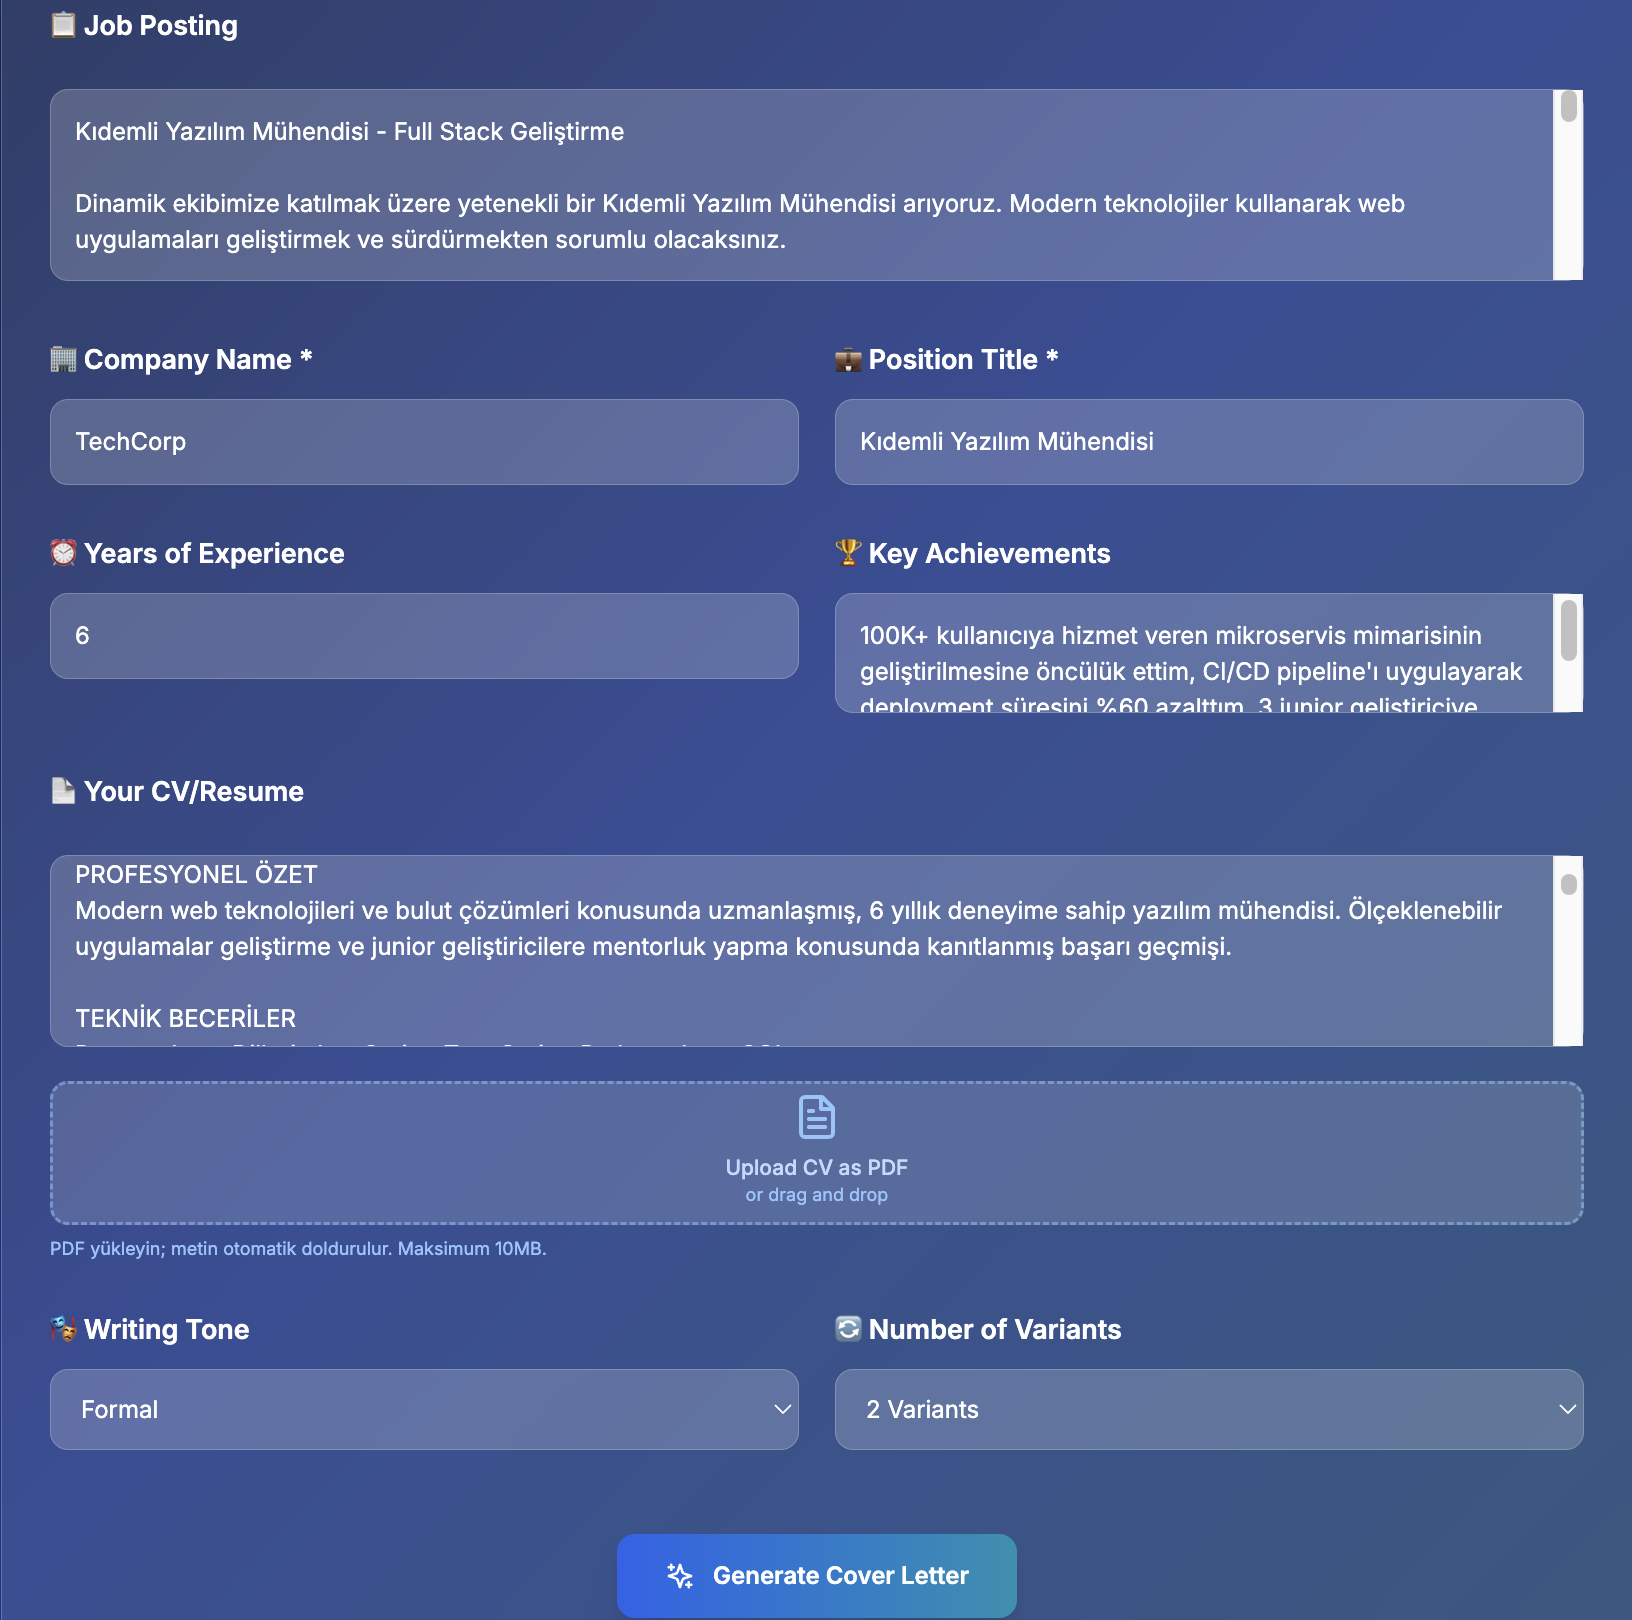 Job Posting
Kıdemli Yazılım Mühendisi - Full Stack Geliştirme
Dinamik ekibimize katılmak üzere yetenekli bir Kıdemli Yazılım Mühendisi arıyoruz. Modern teknolojiler kullanarak web
uygulamaları geliştirmek ve sürdürmekten sorumlu olacaksınız.
Company Name *
Position Title *
TechCorp
Kıdemli Yazılım Mühendisi
Years of Experience
Key Achievements
6
100K+ kullanıcıya hizmet veren mikroservis mimarisinin
geliştirilmesine öncülük ettim, CI/CD pipeline'ı uygulayarak
deployment süresini %60 azalttım, 3 junior geliştiriciye
Your CV/Resume
PROFESYONEL ÖZET
Modern web teknolojileri ve bulut çözümleri konusunda uzmanlaşmış, 6 yıllık deneyime sahip yazılım mühendisi. Ölçeklenebilir
uygulamalar geliştirme ve junior geliştiricilere mentorluk yapma konusunda kanıtlanmış başarı geçmişi.
TEKNİK BECERİLER
Upload CV as PDF
or drag and drop
PDF yükleyin; metin otomatik doldurulur. Maksimum 10MB.
Writing Tone
Number of Variants
Formal
2 Variants
Generate Cover Letter